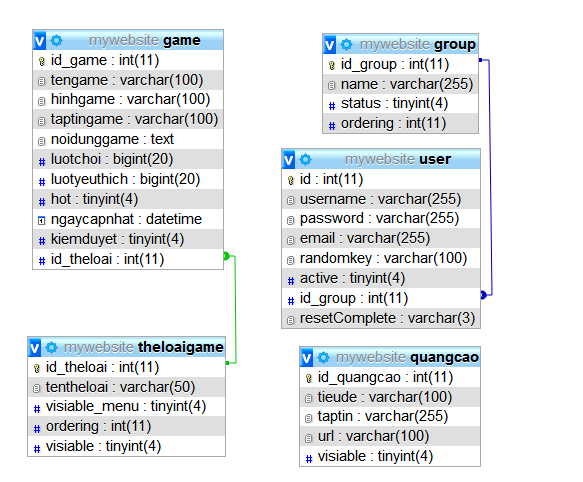 mywebsite game
id_game : int(11)
tengame : varchar(100)
hinhgame : varchar(100)
taptingame : varchar(100)
noidunggame : text
luotchoi : bigint(20)
luotyeuthich : bigint(20)
hot : tinyint(4)
ngaycapnhat : datetime
kiemduyet : tinyint(4)
id_theloai : int(11)
mywebsite group
id_group : int(11)
name : varchar(255)
status : tinyint(4)
ordering : int(11)
mywebsite user
id : int(11)
username : varchar(255)
password : varchar(255)
email : varchar(255)
randomkey : varchar(100)
active : tinyint(4)
id_group : int(11)
resetComplete : varchar(3)
mywebsite theloaigame
id_theloai : int(11)
tentheloai : varchar(50)
visiable_menu : tinyint(4)
ordering : int(11)
visiable : tinyint(4)
mywebsite quangcao
id_quangcao : int(11)
tieude : varchar(100)
taptin : varchar(255)
url : varchar(100)
visiable : tinyint(4)